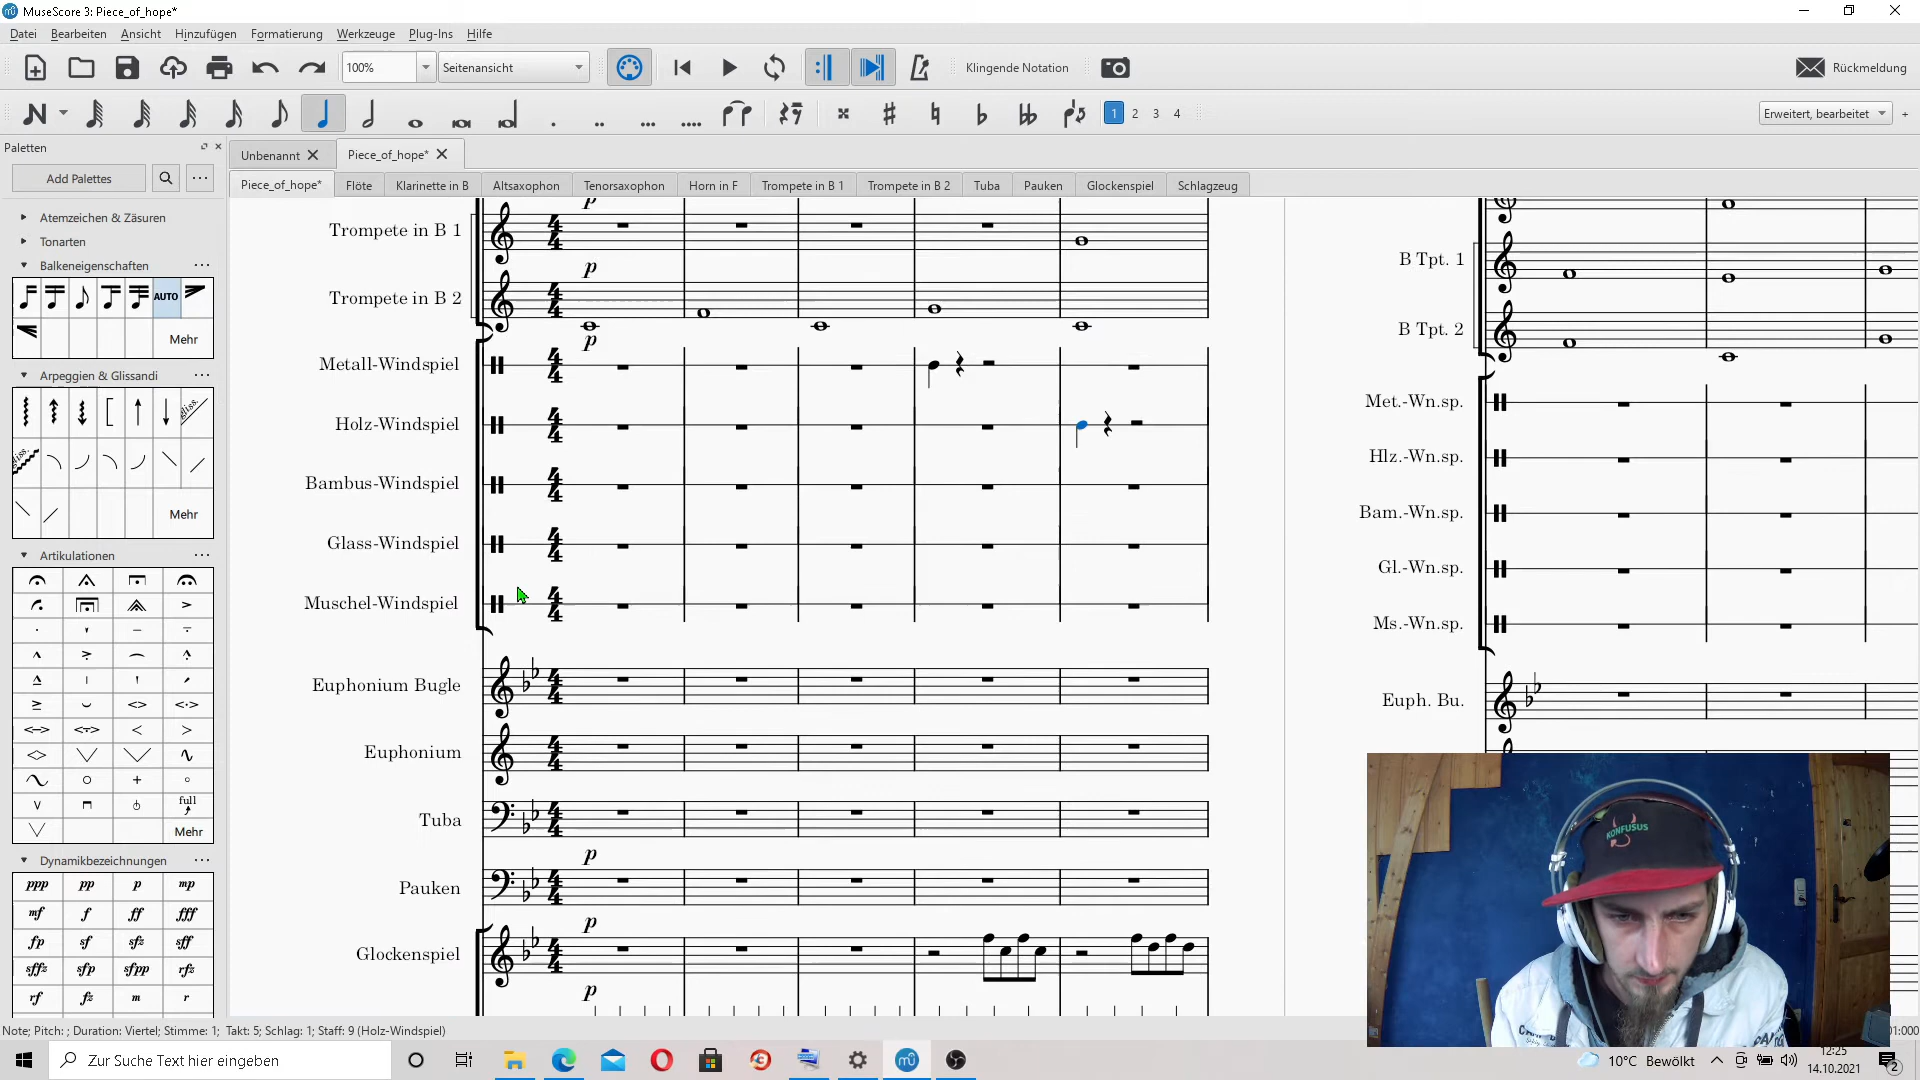 MuseScore 3: Piece_of_hope*
Datei Bearbeiten Ansicht Hinzufügen Formatierung Werkzeuge Plug-Ins Hilfe
100% Seitenansicht Klingende Notation Rückmeldung
1 2 3 4 Erweitert, bearbeitet +
Paletten
Unbenannt Piece_of_hope*
Add Palettes ...
Piece_of_hope* Flöte Klarinette in B Altsaxophon Tenorsaxophon Horn in F Trompete in B 1 Trompete in B 2 Tuba Pauken Glockenspiel Schlagzeug
Atemzeichen & Zäsuren
Tonarten
Balkeneigenschaften ...
AUTO
Mehr
Arpeggien & Glissandi ...
gliss.
gliss.
Mehr
Artikulationen ...
full
Mehr
Dynamikbezeichnungen ...
ppp pp p mp
mf f ff fff
fp sf sfz sff
sffz sfp sfpp rfz
rf fz m r
p
Trompete in B 1
p
Trompete in B 2
p
Metall-Windspiel
Holz-Windspiel
Bambus-Windspiel
Glass-Windspiel
Muschel-Windspiel
Euphonium Bugle
Euphonium
Tuba
p
Pauken
p
Glockenspiel
p
B Tpt. 1
B Tpt. 2
Met.-Wn.sp.
Hlz.-Wn.sp.
Bam.-Wn.sp.
Gl.-Wn.sp.
Ms.-Wn.sp.
Euph. Bu.
KONFUSUS
Note; Pitch: ; Duration: Viertel; Stimme: 1; Takt: 5; Schlag: 1; Staff: 9 (Holz-Windspiel)
Zur Suche Text hier eingeben
10°C Bewölkt
12:25
14.10.2021
2